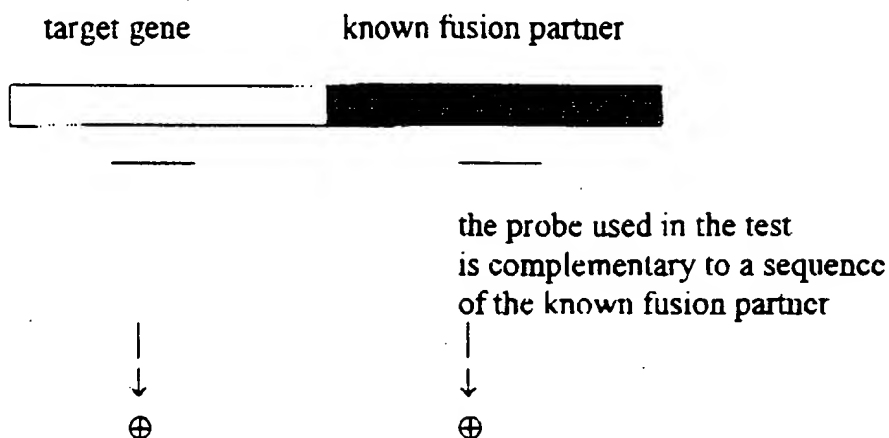 target gene
known fusion partner
the probe used in the test
is complementary to a sequence
of the known fusion partner
⊕
⊕